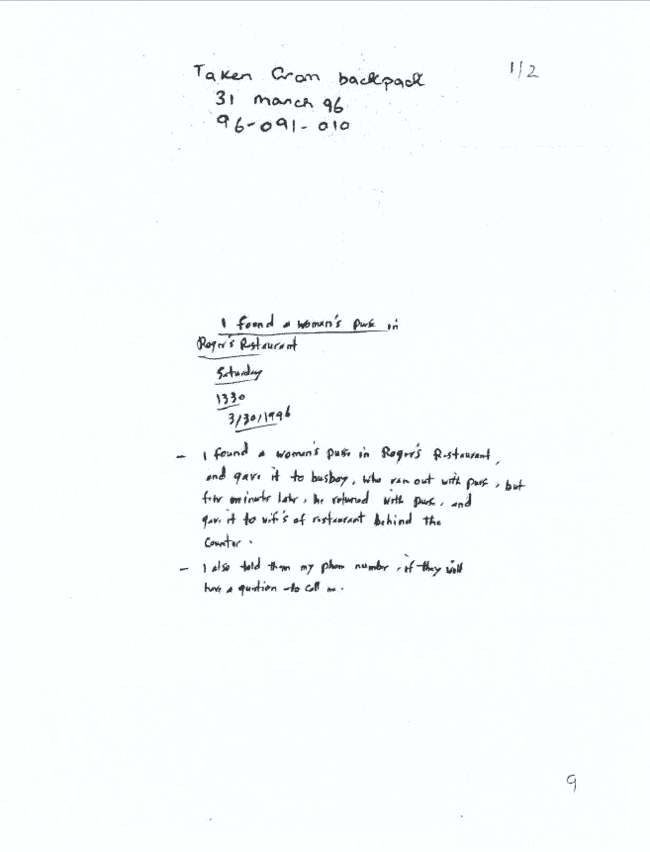 Taken from backpack
1/2
31 march 96
96-091-010
I found a woman's purse in
Roger's Restaurant
Saturday
1330
3/30/1996
- I found a woman's purse in Roger's Restaurant,
and gave it to busboy, who ran out with purse, but
few minute later, he returned with purse, and
gave it to wife's of restaurant behind the
counter.
- I also told them my phone number, if they will
have a question to call me.
9